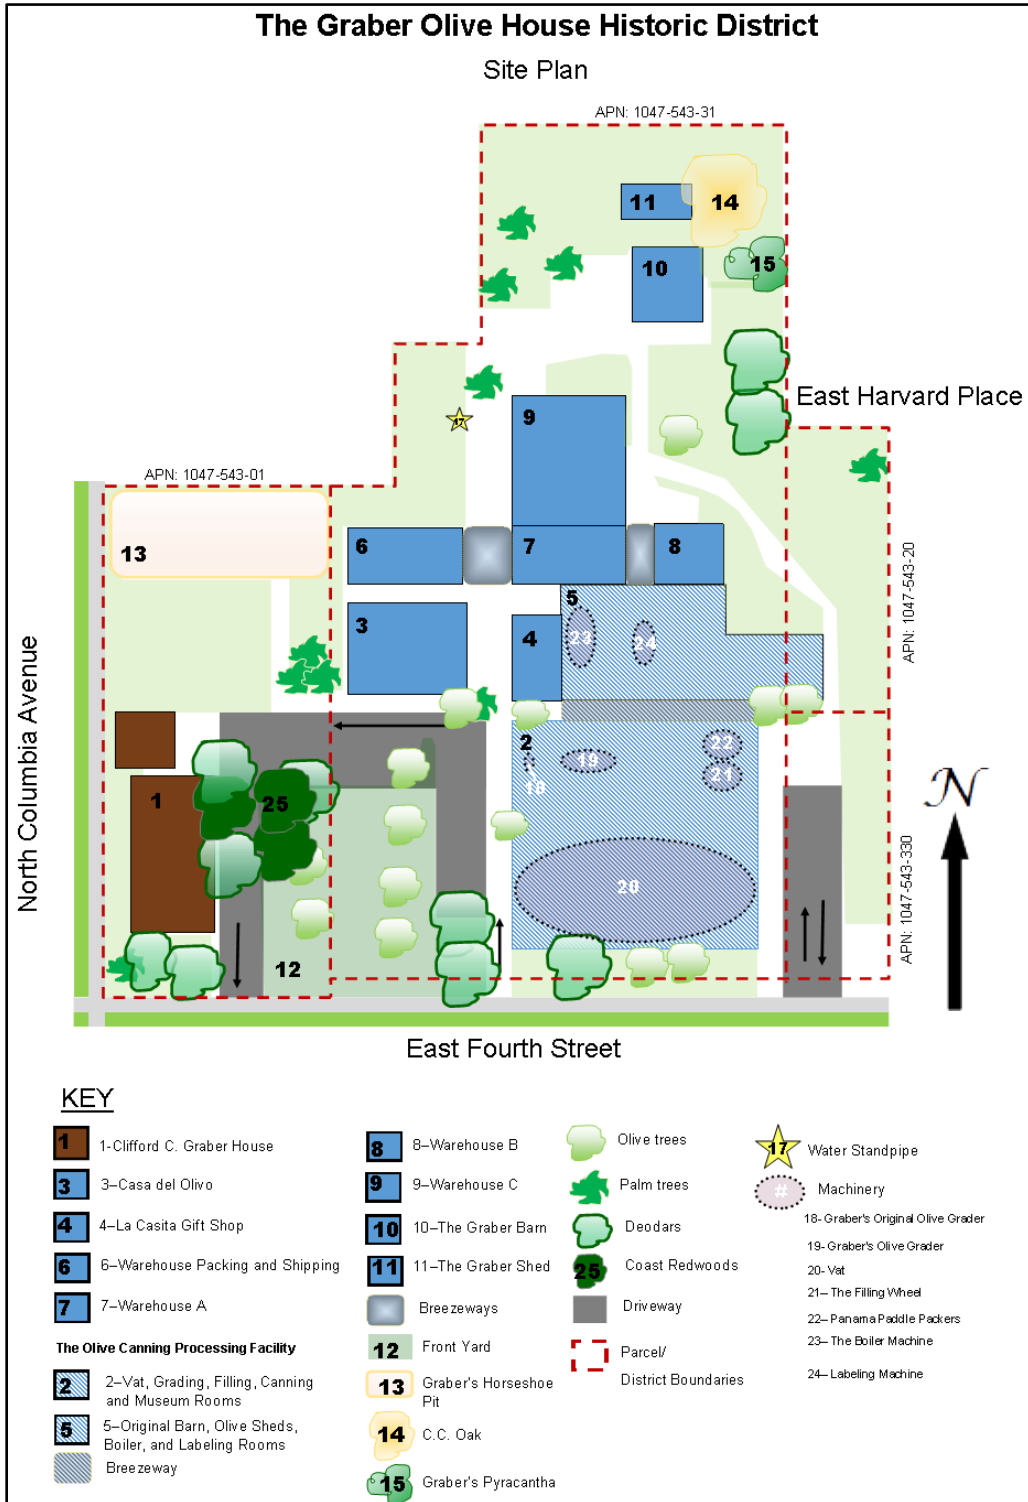 The Graber Olive House Historic District
Site Plan
APN: 1047-543-31
11
14
10
15
East Harvard Place
17
9
APN: 1047-543-01
13
6
7
8
APN: 1047-543-20
5
3
4
23
24
North Columbia Avenue
2
19
22
21
18
1
25
20
N
APN: 1047-543-330
12
East Fourth Street
KEY
1
1-Clifford C. Graber House
3
3–Casa del Olivo
4
4–La Casita Gift Shop
6
6–Warehouse Packing and Shipping
7
7–Warehouse A
The Olive Canning Processing Facility
2
2–Vat, Grading, Filling, Canning
and Museum Rooms
5
5–Original Barn, Olive Sheds,
Boiler, and Labeling Rooms
Breezeway
8
8–Warehouse B
9
9–Warehouse C
10
10–The Graber Barn
11
11–The Graber Shed
Breezeways
12
Front Yard
13
Graber's Horseshoe
Pit
14
C.C. Oak
15
Graber's Pyracantha
Olive trees
Palm trees
Deodars
25
Coast Redwoods
Driveway
Parcel/
District Boundaries
17
Water Standpipe
#
Machinery
18- Graber's Original Olive Grader
19- Graber's Olive Grader
20- Vat
21– The Filling Wheel
22– Panama Paddle Packers
23– The Boiler Machine
24– Labeling Machine